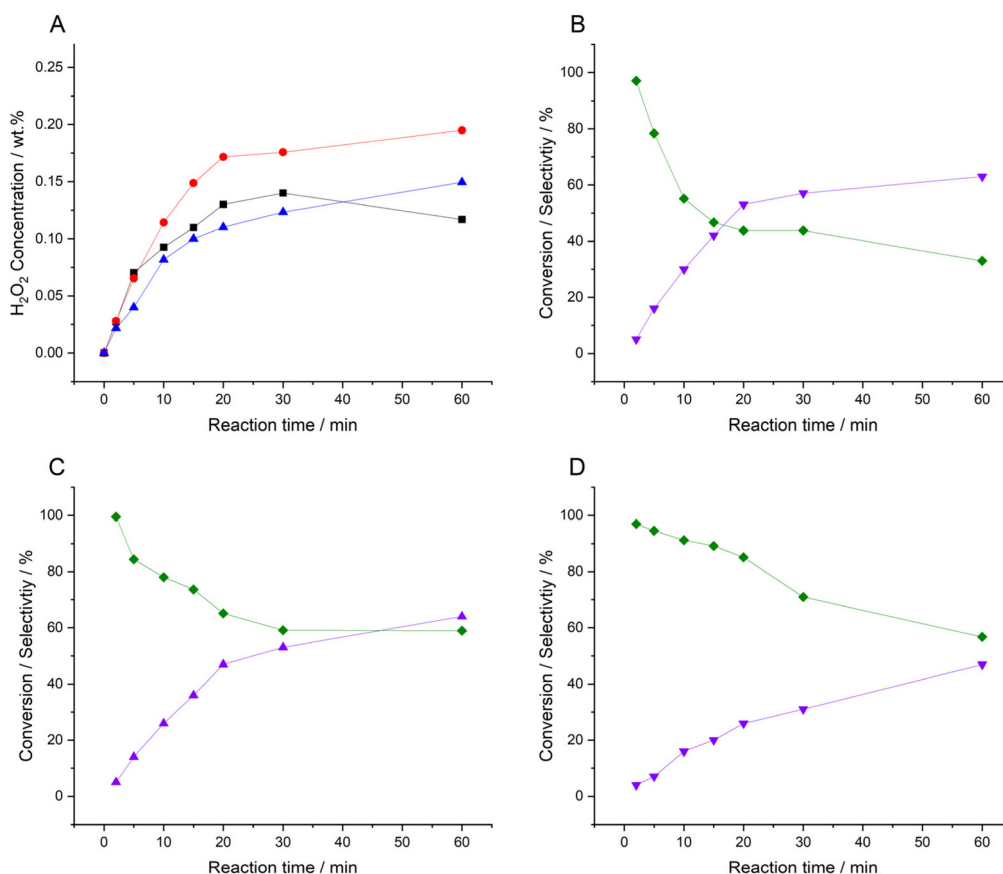 A
0.25
0.20
0.15
0.10
0.05
0.00
H₂O₂ Concentration / wt.%
0 10 20 30 40 50 60
Reaction time / min
B
100
80
60
40
20
0
Conversion / Selectivtiy / %
0 10 20 30 40 50 60
Reaction time / min
C
100
80
60
40
20
0
Conversion / Selectivtiy / %
0 10 20 30 40 50 60
Reaction time / min
D
100
80
60
40
20
0
Conversion / Selectivtiy / %
0 10 20 30 40 50 60
Reaction time / min